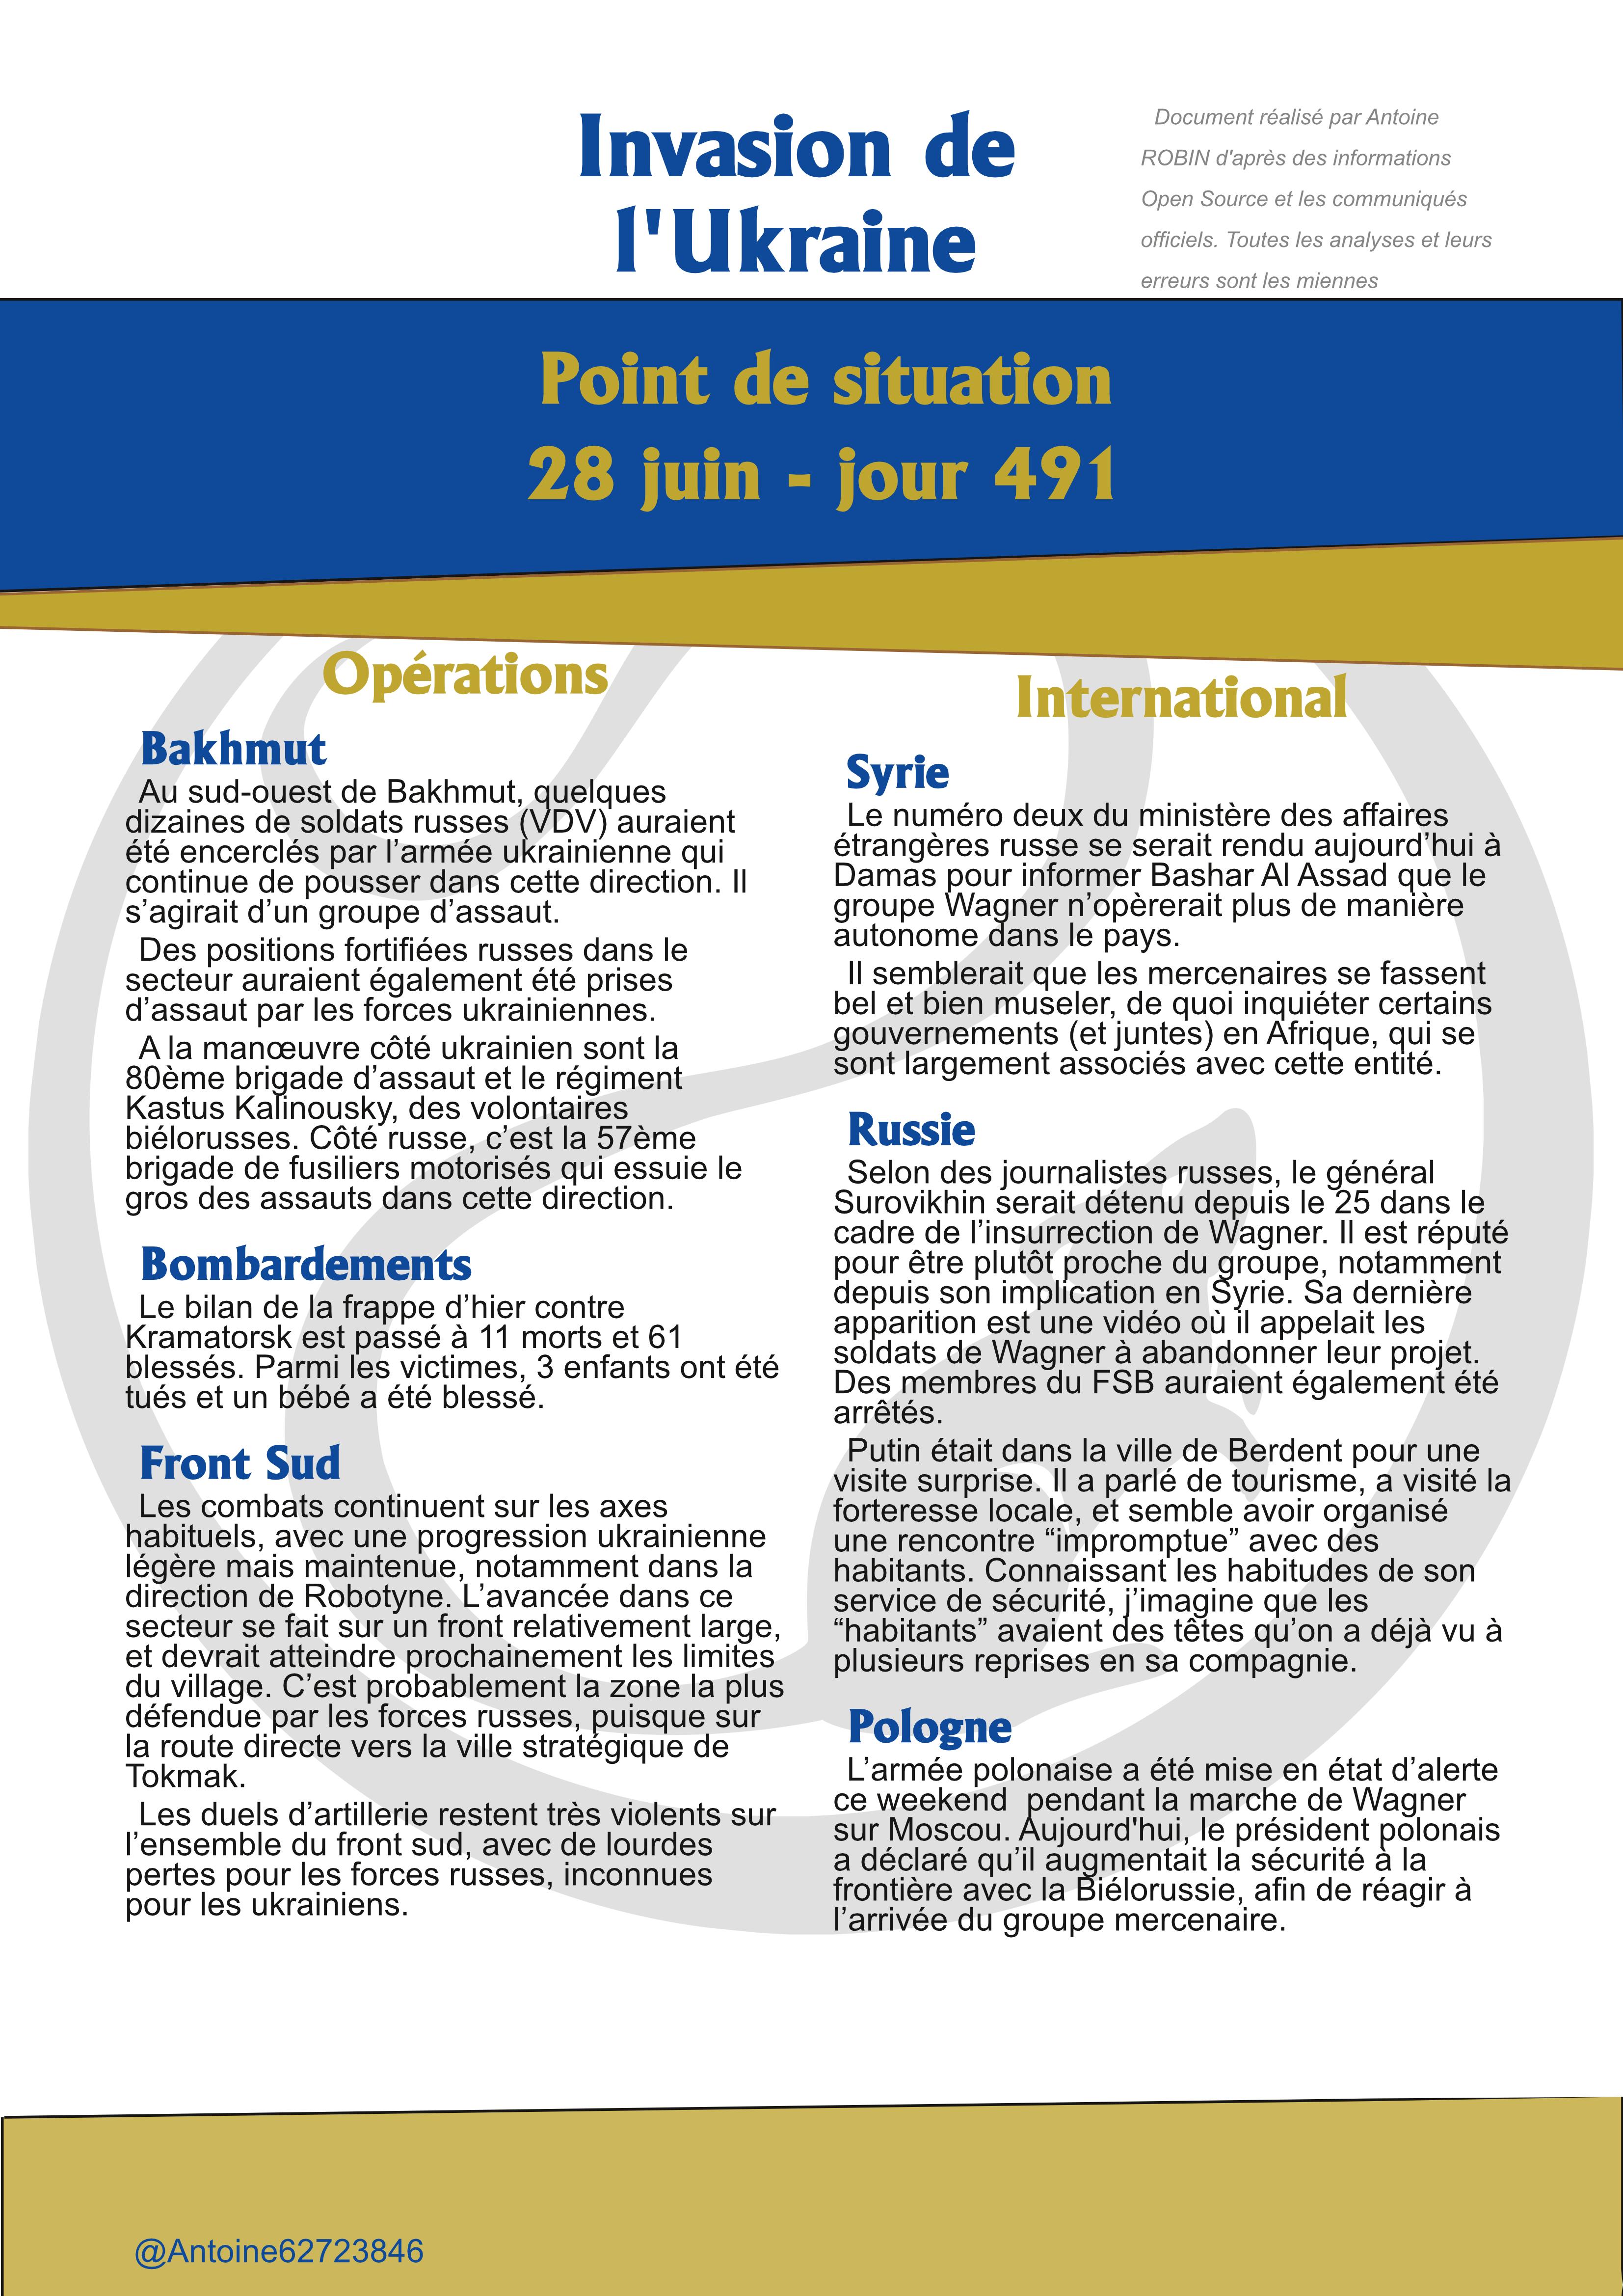 Invasion de
l'Ukraine
Document réalisé par Antoine
ROBIN d'après des informations
Open Source et les communiqués
officiels. Toutes les analyses et leurs
erreurs sont les miennes
Point de situation
28 juin - jour 491
Opérations
Bakhmut
Au sud-ouest de Bakhmut, quelques
dizaines de soldats russes (VDV) auraient
été encerclés par l’armée ukrainienne qui
continue de pousser dans cette direction. Il
s’agirait d’un groupe d’assaut.
Des positions fortifiées russes dans le
secteur auraient également été prises
d’assaut par les forces ukrainiennes.
A la manœuvre côté ukrainien sont la
80ème brigade d’assaut et le régiment
Kastus Kalinousky, des volontaires
biélorusses. Côté russe, c’est la 57ème
brigade de fusiliers motorisés qui essuie le
gros des assauts dans cette direction.
Bombardements
Le bilan de la frappe d’hier contre
Kramatorsk est passé à 11 morts et 61
blessés. Parmi les victimes, 3 enfants ont été
tués et un bébé a été blessé.
Front Sud
Les combats continuent sur les axes
habituels, avec une progression ukrainienne
légère mais maintenue, notamment dans la
direction de Robotyne. L’avancée dans ce
secteur se fait sur un front relativement large,
et devrait atteindre prochainement les limites
du village. C’est probablement la zone la plus
défendue par les forces russes, puisque sur
la route directe vers la ville stratégique de
Tokmak.
Les duels d’artillerie restent très violents sur
l’ensemble du front sud, avec de lourdes
pertes pour les forces russes, inconnues
pour les ukrainiens.
International
Syrie
Le numéro deux du ministère des affaires
étrangères russe se serait rendu aujourd’hui à
Damas pour informer Bashar Al Assad que le
groupe Wagner n’opèrerait plus de manière
autonome dans le pays.
Il semblerait que les mercenaires se fassent
bel et bien museler, de quoi inquiéter certains
gouvernements (et juntes) en Afrique, qui se
sont largement associés avec cette entité.
Russie
Selon des journalistes russes, le général
Surovikhin serait détenu depuis le 25 dans le
cadre de l’insurrection de Wagner. Il est réputé
pour être plutôt proche du groupe, notamment
depuis son implication en Syrie. Sa dernière
apparition est une vidéo où il appelait les
soldats de Wagner à abandonner leur projet.
Des membres du FSB auraient également été
arrêtés.
Putin était dans la ville de Berdent pour une
visite surprise. Il a parlé de tourisme, a visité la
forteresse locale, et semble avoir organisé
une rencontre “impromptue” avec des
habitants. Connaissant les habitudes de son
service de sécurité, j’imagine que les
“habitants” avaient des têtes qu’on a déjà vu à
plusieurs reprises en sa compagnie.
Pologne
L’armée polonaise a été mise en état d’alerte
ce weekend  pendant la marche de Wagner
sur Moscou. Aujourd'hui, le président polonais
a déclaré qu’il augmentait la sécurité à la
frontière avec la Biélorussie, afin de réagir à
l’arrivée du groupe mercenaire.
@Antoine62723846